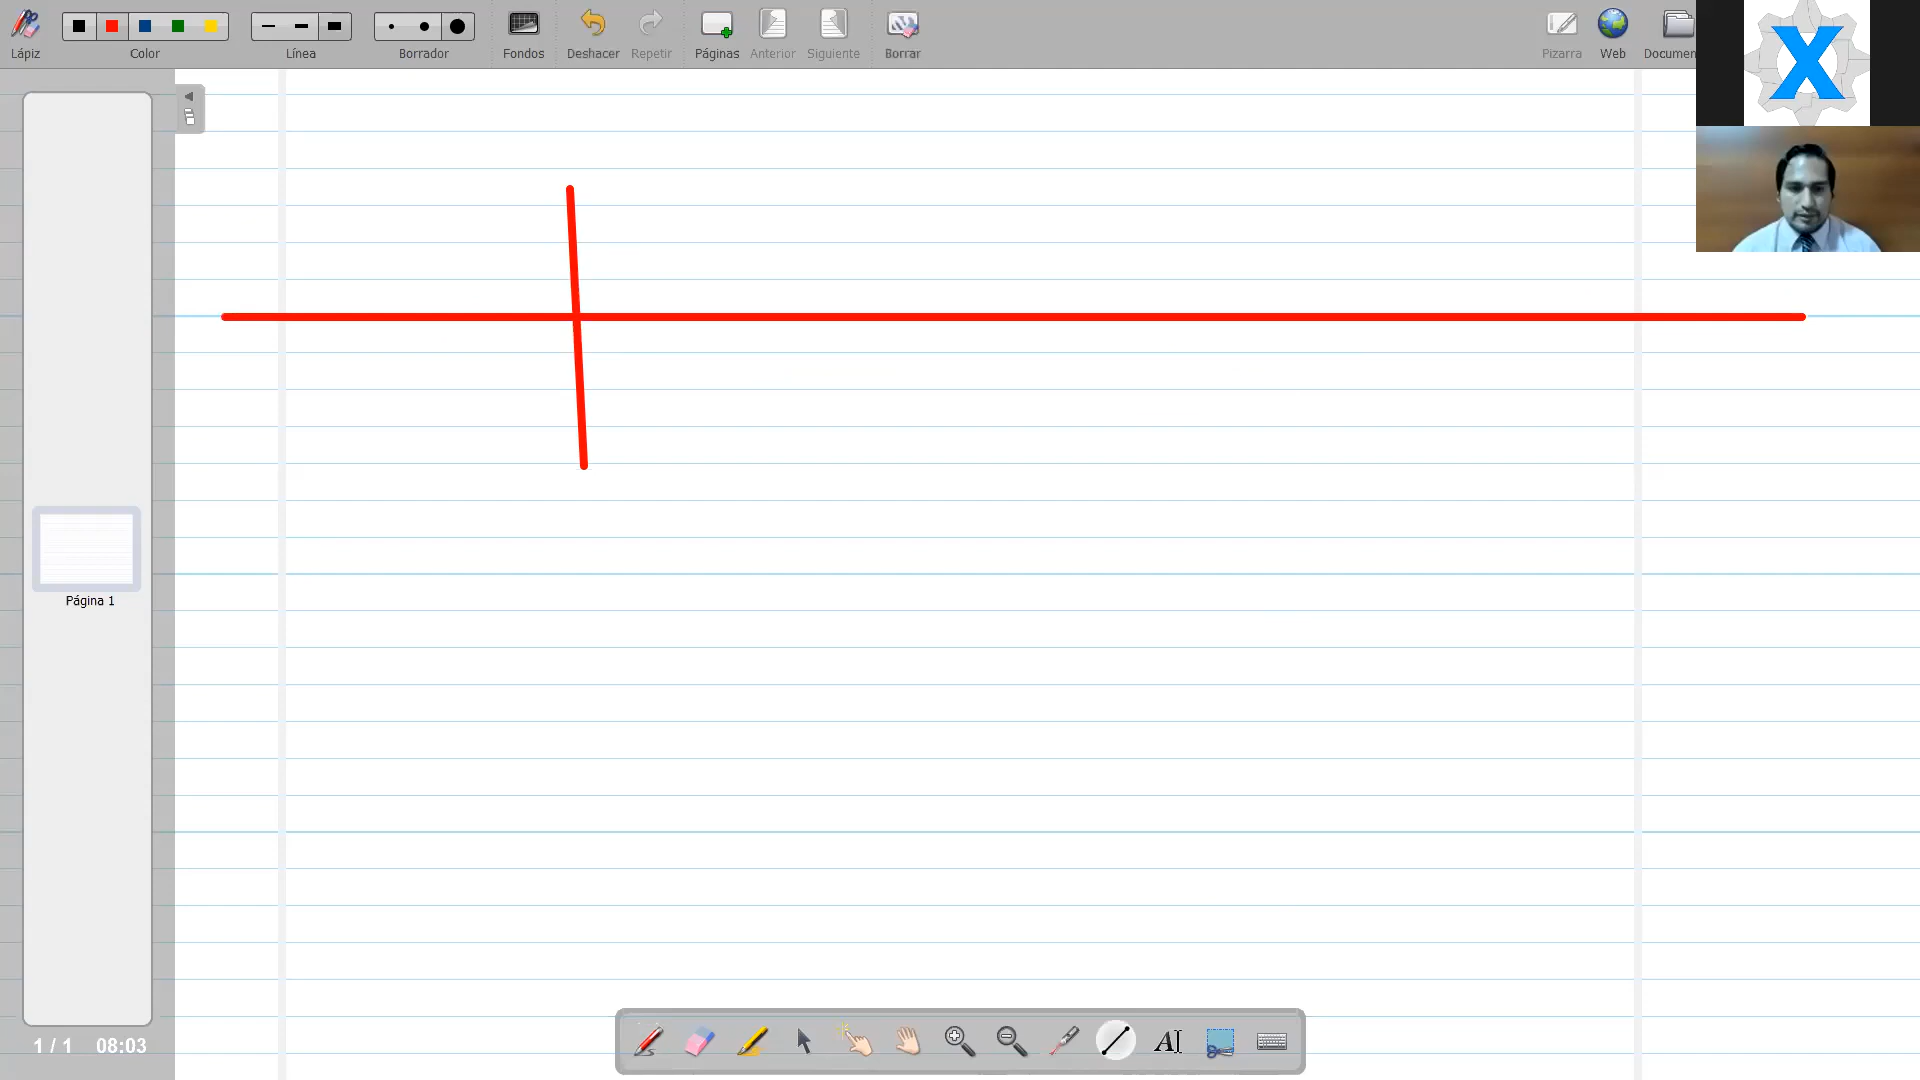 Lápiz
Color
Línea
Borrador
Fondos
Deshacer
Repetir
Páginas
Anterior
Siguiente
Borrar
Pizarra
Web
Documen
X
Página 1
1 / 1 08:03
A